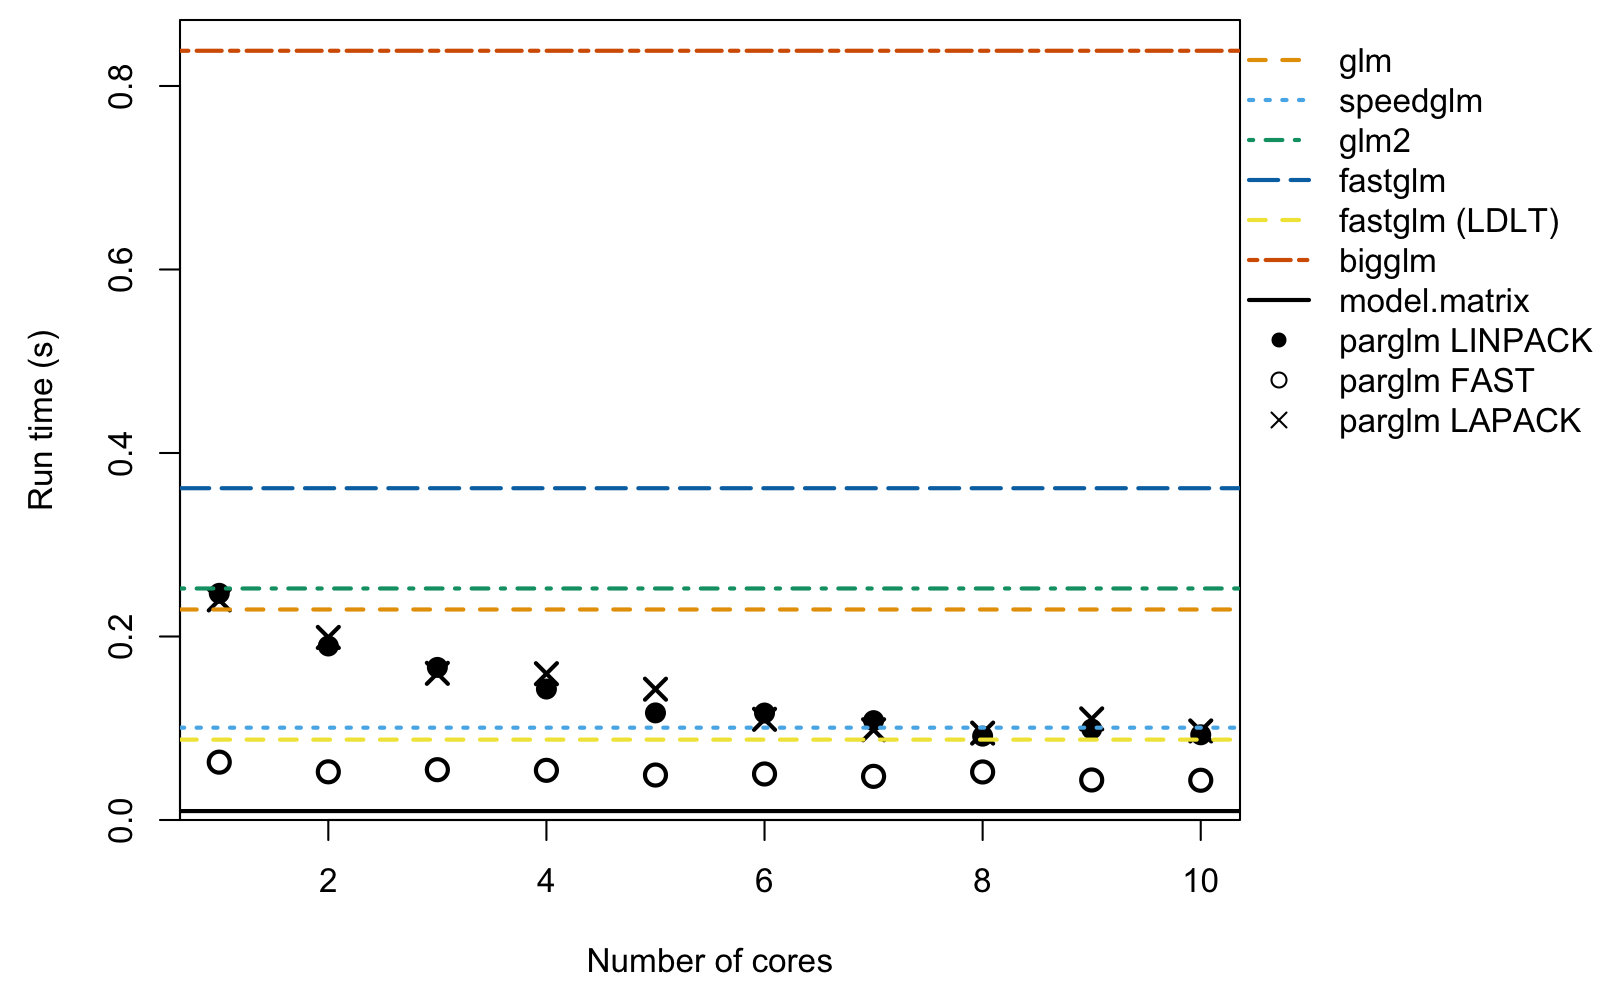 0.8
0.6
0.4
0.2
0.0
Run time (s)
2 4 6 8 10
Number of cores
glm
speedglm
glm2
fastglm
fastglm (LDLT)
bigglm
model.matrix
parglm LINPACK
parglm FAST
parglm LAPACK